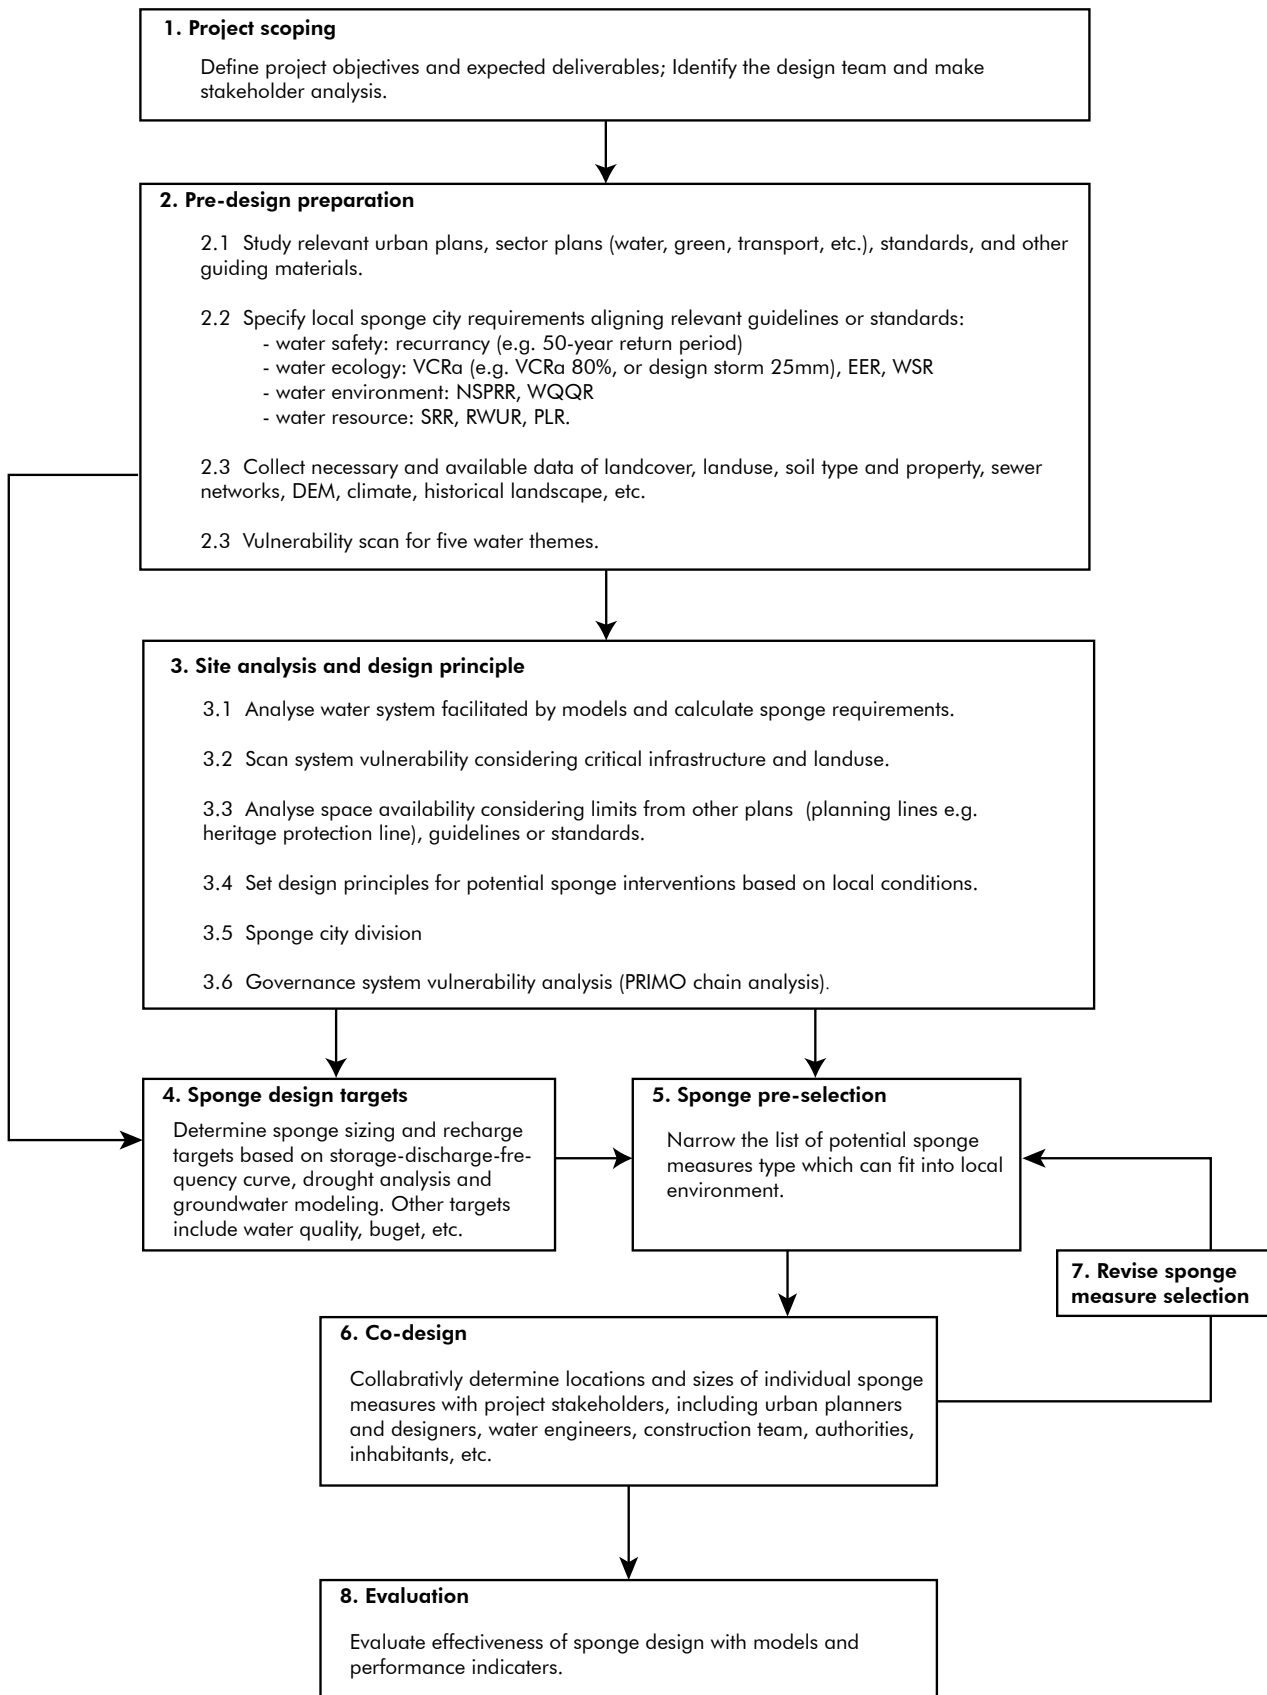 1. Project scoping
Define project objectives and expected deliverables; Identify the design team and make
stakeholder analysis.
2. Pre-design preparation
2.1 Study relevant urban plans, sector plans (water, green, transport, etc.), standards, and other
guiding materials.
2.2 Specify local sponge city requirements aligning relevant guidelines or standards:
- water safety: recurrancy (e.g. 50-year return period)
- water ecology: VCRa (e.g. VCRa 80%, or design storm 25mm), EER, WSR
- water environment: NSPRR, WQQR
- water resource: SRR, RWUR, PLR.
2.3 Collect necessary and available data of landcover, landuse, soil type and property, sewer
networks, DEM, climate, historical landscape, etc.
2.3 Vulnerability scan for five water themes.
3. Site analysis and design principle
3.1 Analyse water system facilitated by models and calculate sponge requirements.
3.2 Scan system vulnerability considering critical infrastructure and landuse.
3.3 Analyse space availability considering limits from other plans (planning lines e.g.
heritage protection line), guidelines or standards.
3.4 Set design principles for potential sponge interventions based on local conditions.
3.5 Sponge city division
3.6 Governance system vulnerability analysis (PRIMO chain analysis).
4. Sponge design targets
Determine sponge sizing and recharge
targets based on storage-discharge-fre-
quency curve, drought analysis and
groundwater modeling. Other targets
include water quality, buget, etc.
5. Sponge pre-selection
Narrow the list of potential sponge
measures type which can fit into local
environment.
7. Revise sponge
measure selection
6. Co-design
Collabrativly determine locations and sizes of individual sponge
measures with project stakeholders, including urban planners
and designers, water engineers, construction team, authorities,
inhabitants, etc.
8. Evaluation
Evaluate effectiveness of sponge design with models and
performance indicaters.